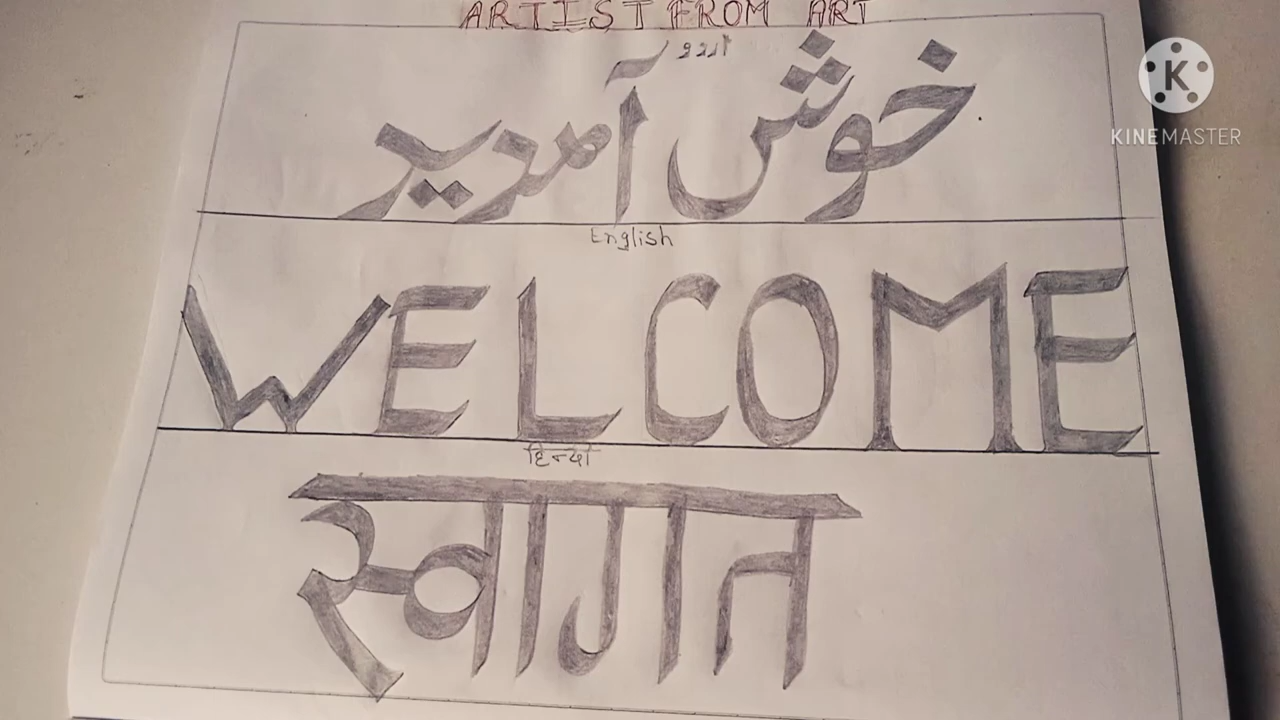 ARTIST FROM ART
اردو
خوش آمدید
English
WELCOME
हिन्दी
स्वागत
KINEMASTER